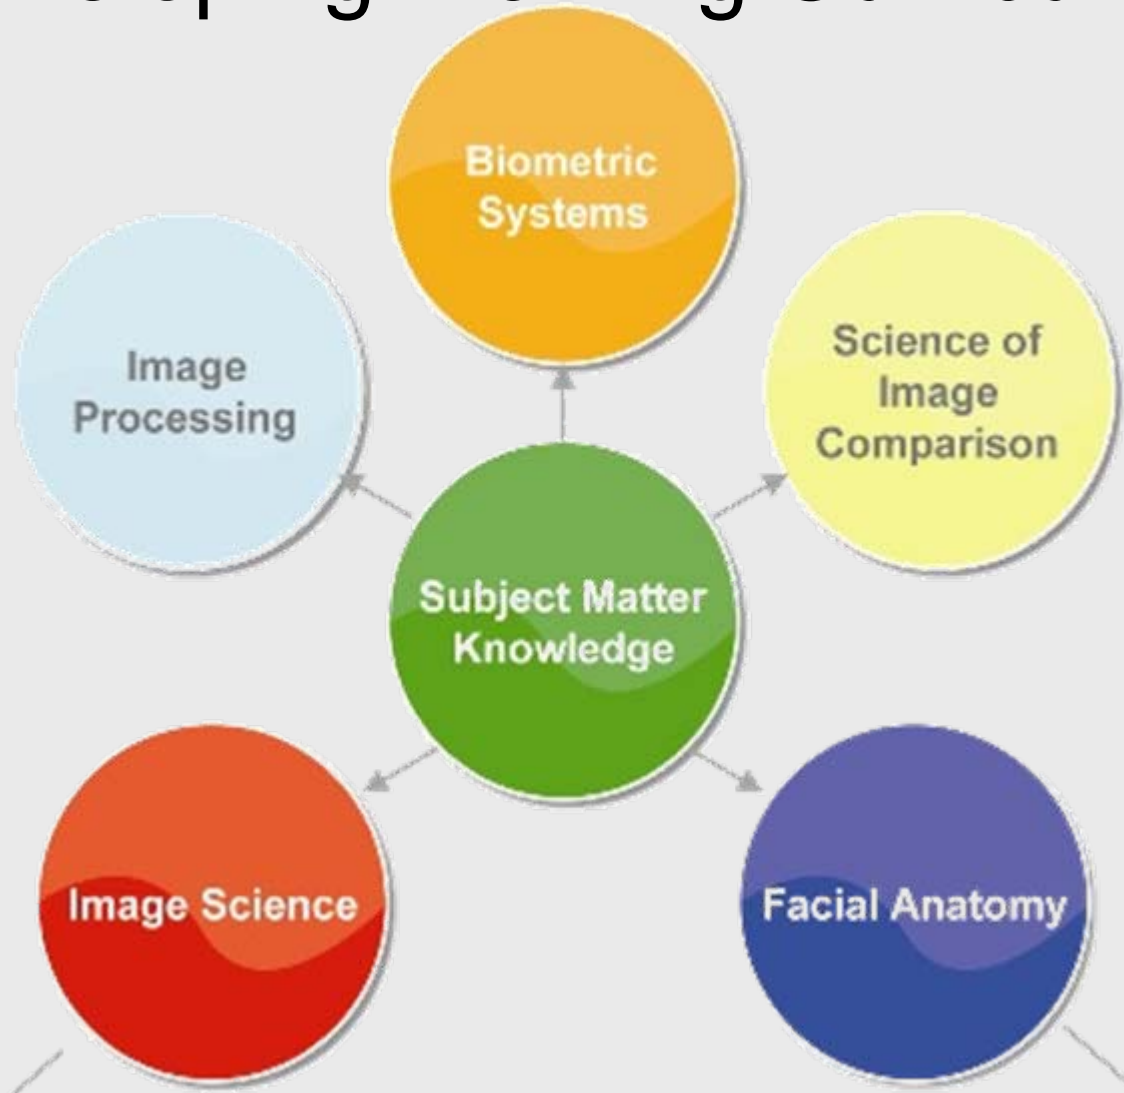 Biometric
Systems
Image
Processing
Science of
Image
Comparison
Subject Matter
Knowledge
Image Science
Facial Anatomy